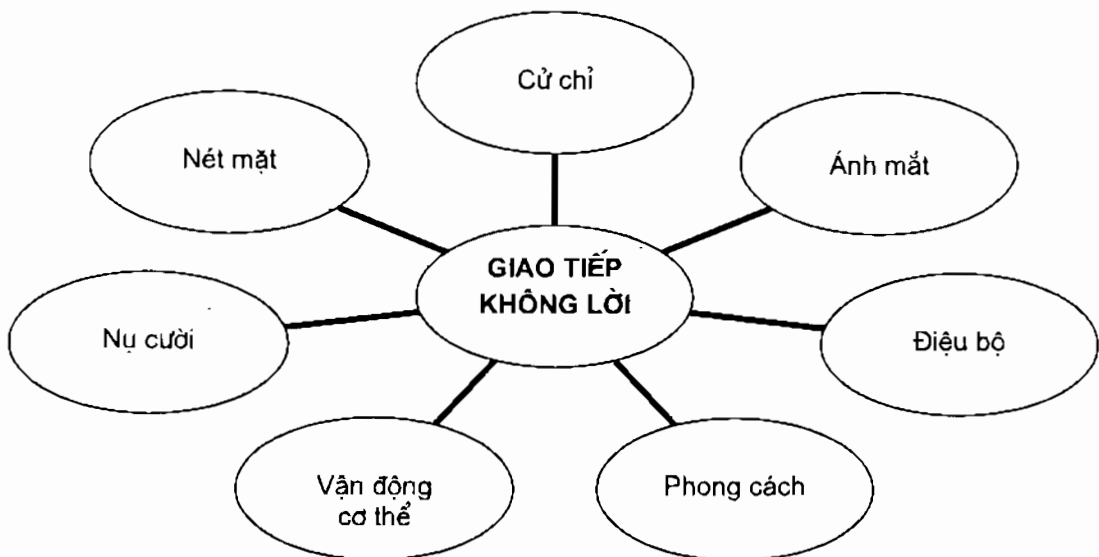 Cử chỉ
Nét mặt
Ánh mắt
GIAO TIẾP
KHÔNG LỜI
Nụ cười
Điệu bộ
Vận động
cơ thể
Phong cách